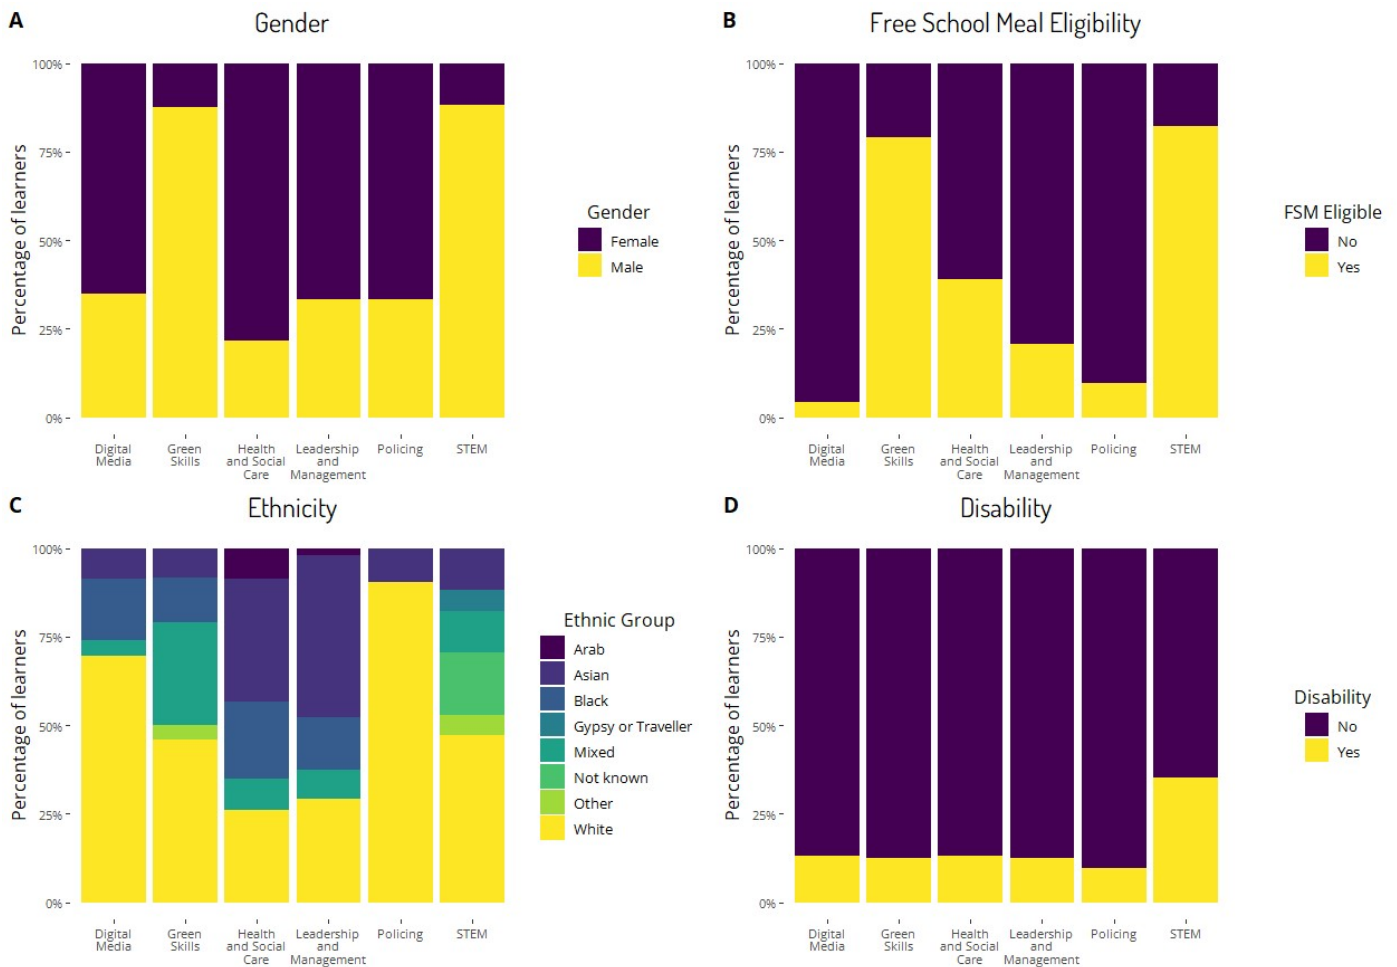 A
Gender
Percentage of learners
100%
75%
50%
25%
0%
Digital
Media
Green
Skills
Health
and Social
Care
Leadership
and
Management
Policing
STEM
Gender
Female
Male
B
Free School Meal Eligibility
Percentage of learners
100%
75%
50%
25%
0%
Digital
Media
Green
Skills
Health
and Social
Care
Leadership
and
Management
Policing
STEM
FSM Eligible
No
Yes
C
Ethnicity
Percentage of learners
100%
75%
50%
25%
0%
Digital
Media
Green
Skills
Health
and Social
Care
Leadership
and
Management
Policing
STEM
Ethnic Group
Arab
Asian
Black
Gypsy or Traveller
Mixed
Not known
Other
White
D
Disability
Percentage of learners
100%
75%
50%
25%
0%
Digital
Media
Green
Skills
Health
and Social
Care
Leadership
and
Management
Policing
STEM
Disability
No
Yes